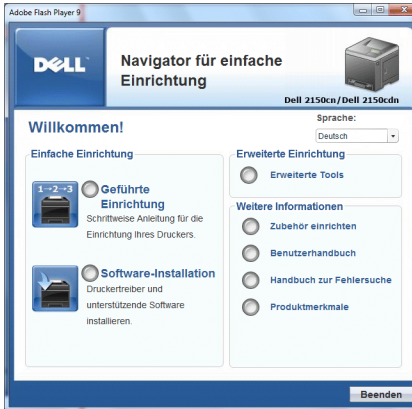 Adobe Flash Player 9
DELL
Navigator für einfache
Einrichtung
Dell 2150cn/Dell 2150cdn
Willkommen!
Sprache:
Deutsch
Einfache Einrichtung
1→2→3
Geführte
Einrichtung
Schrittweise Anleitung für die
Einrichtung Ihres Druckers.
Software-Installation
Druckertreiber und
unterstützende Software
installieren.
Erweiterte Einrichtung
Erweiterte Tools
Weitere Informationen
Zubehör einrichten
Benutzerhandbuch
Handbuch zur Fehlersuche
Produktmerkmale
Beenden